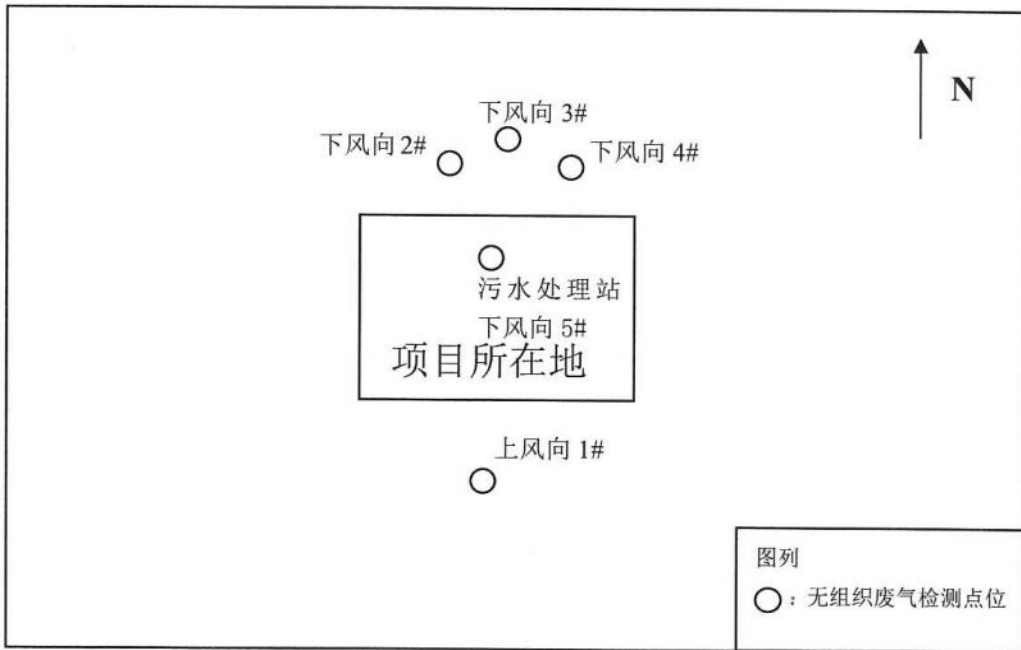 N
下风向 3#
下风向 2#
下风向 4#
污水处理站
下风向 5#
项目所在地
上风向 1#
图列
○：无组织废气检测点位